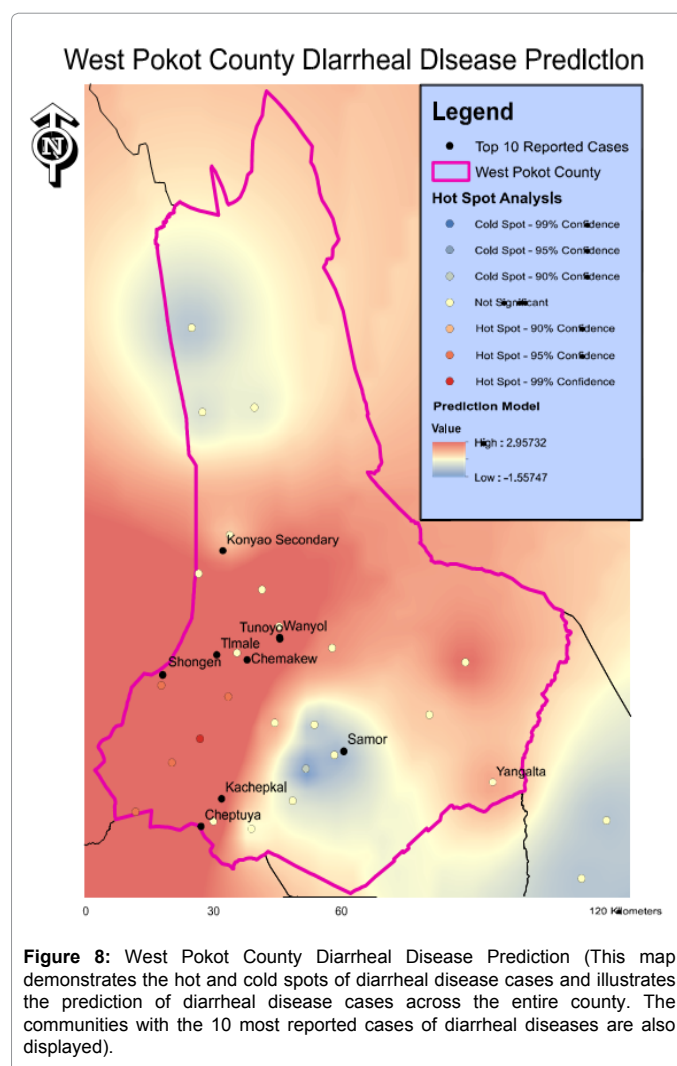 West Pokot County Diarrheal Disease Prediction
N
Legend
Top 10 Reported Cases
West Pokot County
Hot Spot Analysis
Cold Spot - 99% Confidence
Cold Spot - 95% Confidence
Cold Spot - 90% Confidence
Not Significant
Hot Spot - 90% Confidence
Hot Spot - 95% Confidence
Hot Spot - 99% Confidence
Prediction Model
Value
High : 2.95732
Low : -1.55747
Konyao Secondary
Tunoyo Wanyol
Timale
Chemakew
Shongen
Samor
Yangalta
Kachepkal
Cheptuya
0 30 60 120 Kilometers
Figure 8: West Pokot County Diarrheal Disease Prediction (This map
demonstrates the hot and cold spots of diarrheal disease cases and illustrates
the prediction of diarrheal disease cases across the entire county. The
communities with the 10 most reported cases of diarrheal diseases are also
displayed).